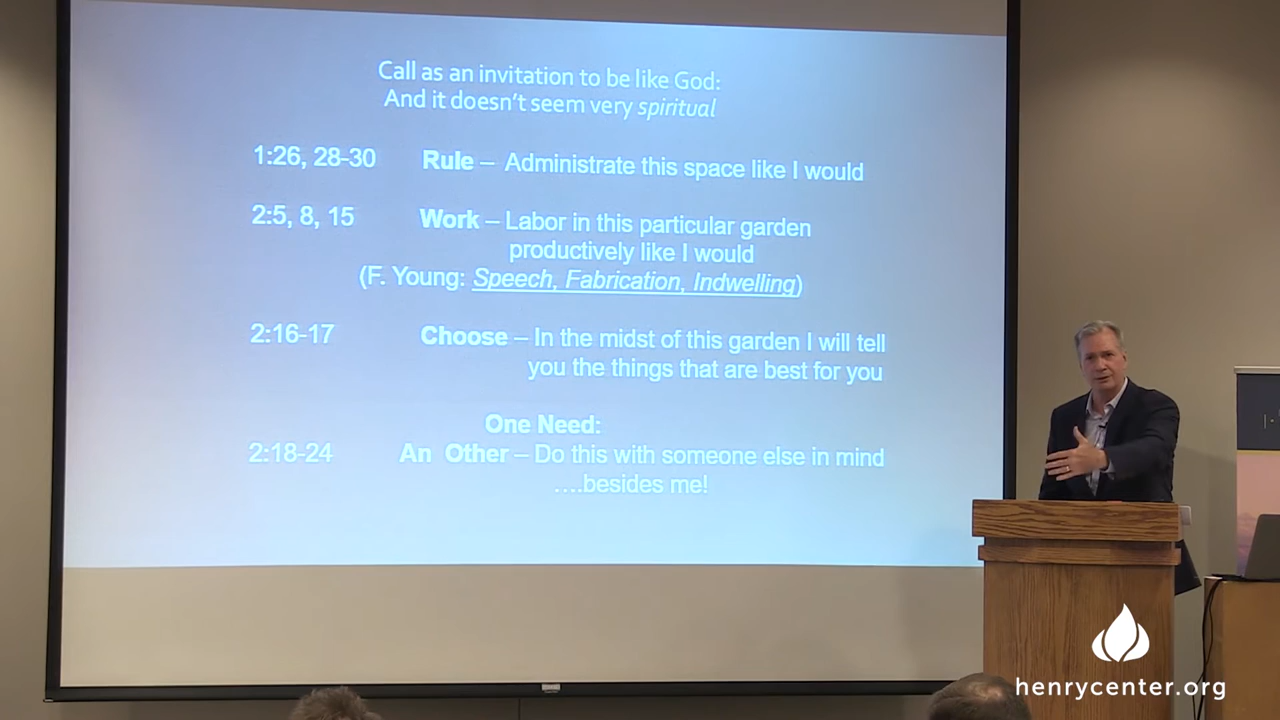 Call as an invitation to be like God:
And it doesn't seem very spiritual
1:26, 28-30 Rule – Administrate this space like I would
2:5, 8, 15 Work – Labor in this particular garden
productively like I would
(F. Young: Speech, Fabrication, Indwelling)
2:16-17 Choose – In the midst of this garden I will tell
you the things that are best for you
One Need:
2:18-24 An Other – Do this with someone else in mind
....besides me!
henrycenter.org